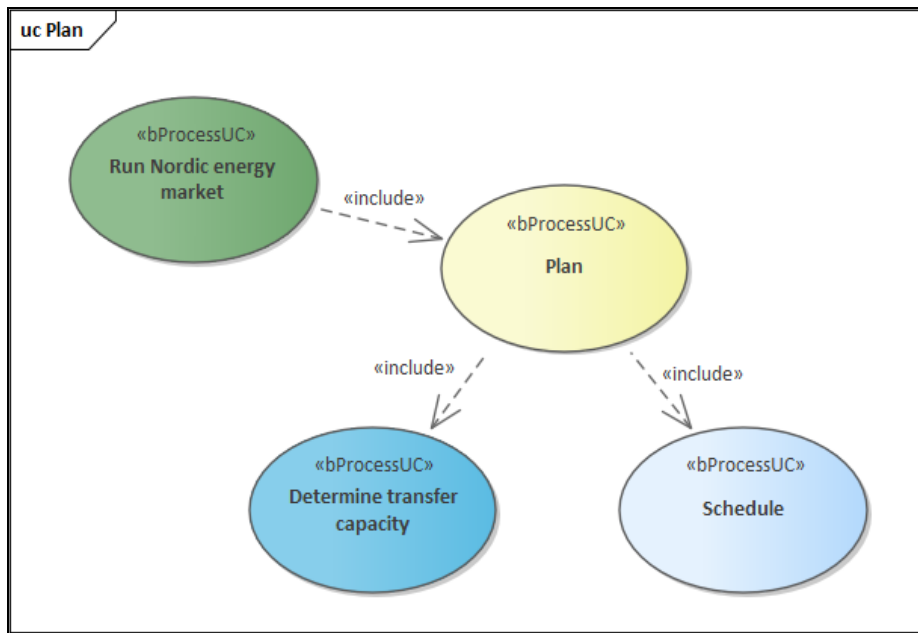 uc Plan
«bProcessUC»
Run Nordic energy
market
«include»
«bProcessUC»
Plan
«include»
«include»
«bProcessUC»
Determine transfer
capacity
«bProcessUC»
Schedule